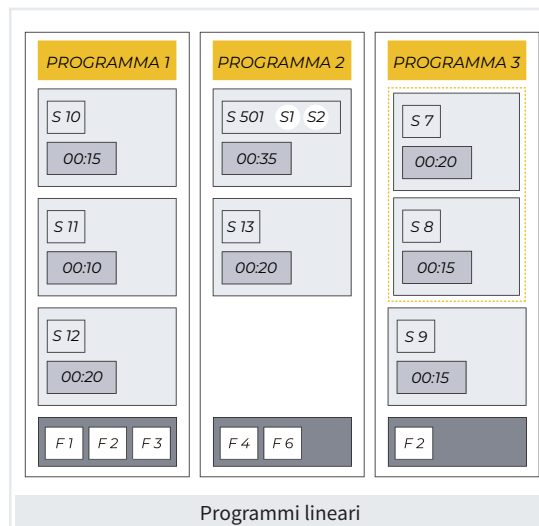 PROGRAMMA 1
S 10
00:15
S 11
00:10
S 12
00:20
F 1 F 2 F 3
PROGRAMMA 2
S 501 S1 S2
00:35
S 13
00:20
F 4 F 6
PROGRAMMA 3
S 7
00:20
S 8
00:15
S 9
00:15
F 2
Programmi lineari